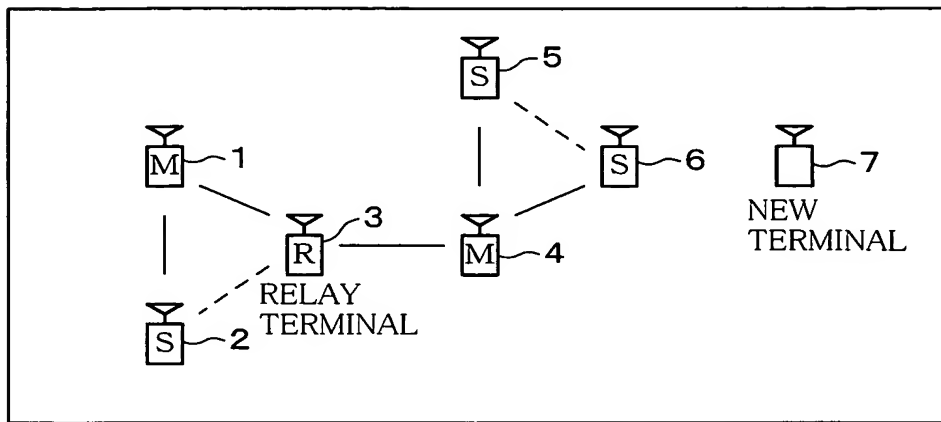 S 5
M 1
S 6
7
NEW
TERMINAL
R 3
M 4
RELAY
TERMINAL
S 2